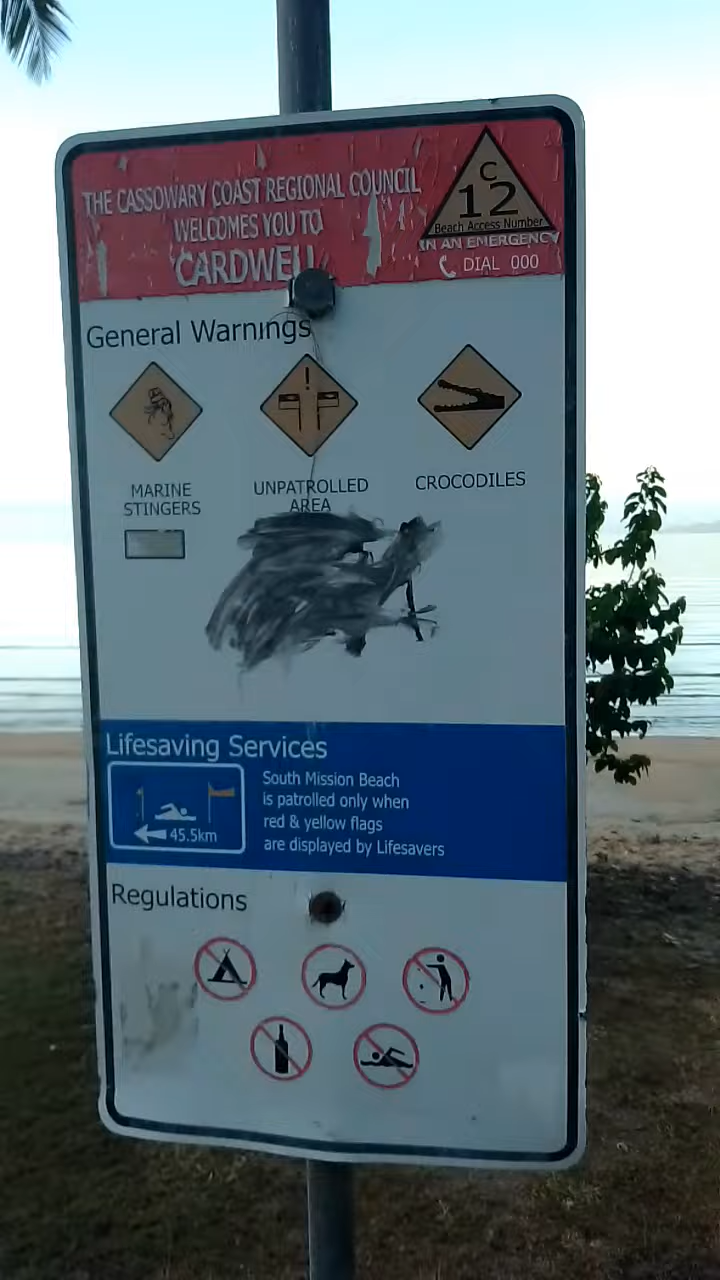 THE CASSOWARY COAST REGIONAL COUNCIL
WELCOMES YOU TO
CARDWELL
C
12
Beach Access Number
IN AN EMERGENCY
DIAL 000
General Warnings
!
MARINE
STINGERS
UNPATROLLED
AREA
CROCODILES
Lifesaving Services
45.5km
South Mission Beach
is patrolled only when
red & yellow flags
are displayed by Lifesavers
Regulations